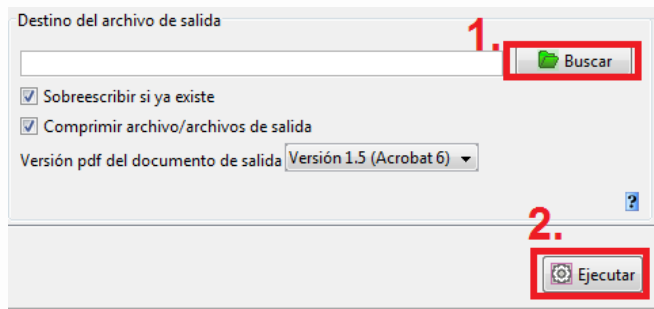 Destino del archivo de salida
1.
Buscar
Sobreescribir si ya existe
Comprimir archivo/archivos de salida
Versión pdf del documento de salida Versión 1.5 (Acrobat 6)
?
2.
Ejecutar